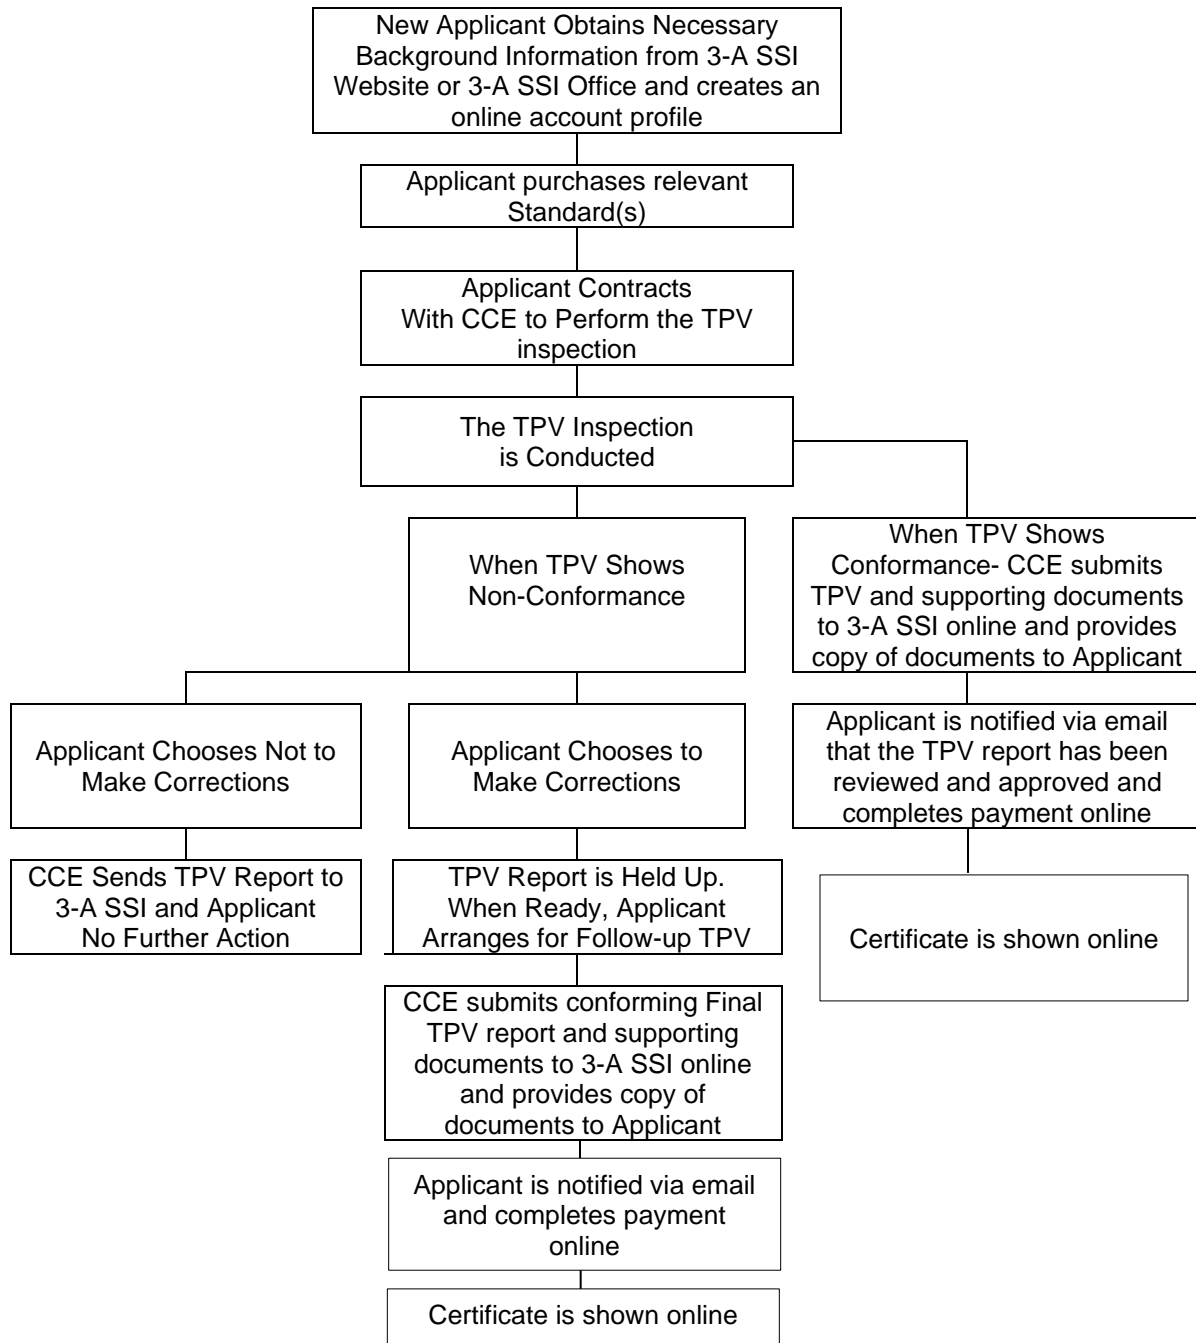 New Applicant Obtains Necessary
Background Information from 3-A SSI
Website or 3-A SSI Office and creates an
online account profile
Applicant purchases relevant
Standard(s)
Applicant Contracts
With CCE to Perform the TPV
inspection
The TPV Inspection
is Conducted
When TPV Shows
Non-Conformance
When TPV Shows
Conformance- CCE submits
TPV and supporting documents
to 3-A SSI online and provides
copy of documents to Applicant
Applicant Chooses Not to
Make Corrections
Applicant Chooses to
Make Corrections
Applicant is notified via email
that the TPV report has been
reviewed and approved and
completes payment online
CCE Sends TPV Report to
3-A SSI and Applicant
No Further Action
TPV Report is Held Up.
When Ready, Applicant
Arranges for Follow-up TPV
Certificate is shown online
CCE submits conforming Final
TPV report and supporting
documents to 3-A SSI online
and provides copy of
documents to Applicant
Applicant is notified via email
and completes payment
online
Certificate is shown online